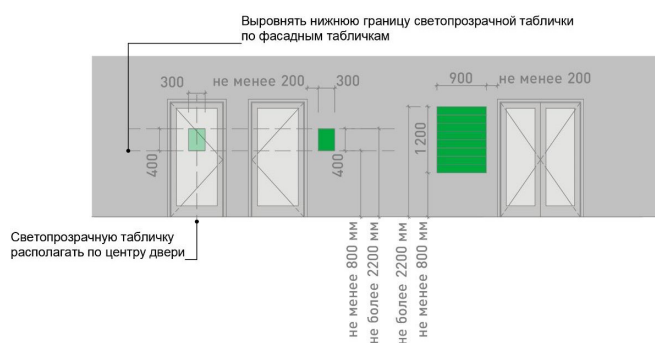 Выровнять нижнюю границу светопрозрачной таблички
по фасадным табличкам
300
не менее 200
300
900
не менее 200
400
400
1200
не менее 800 мм
не более 2200 мм
не более 2200 мм
не менее 800 мм
Светопрозрачную табличку
располагать по центру двери